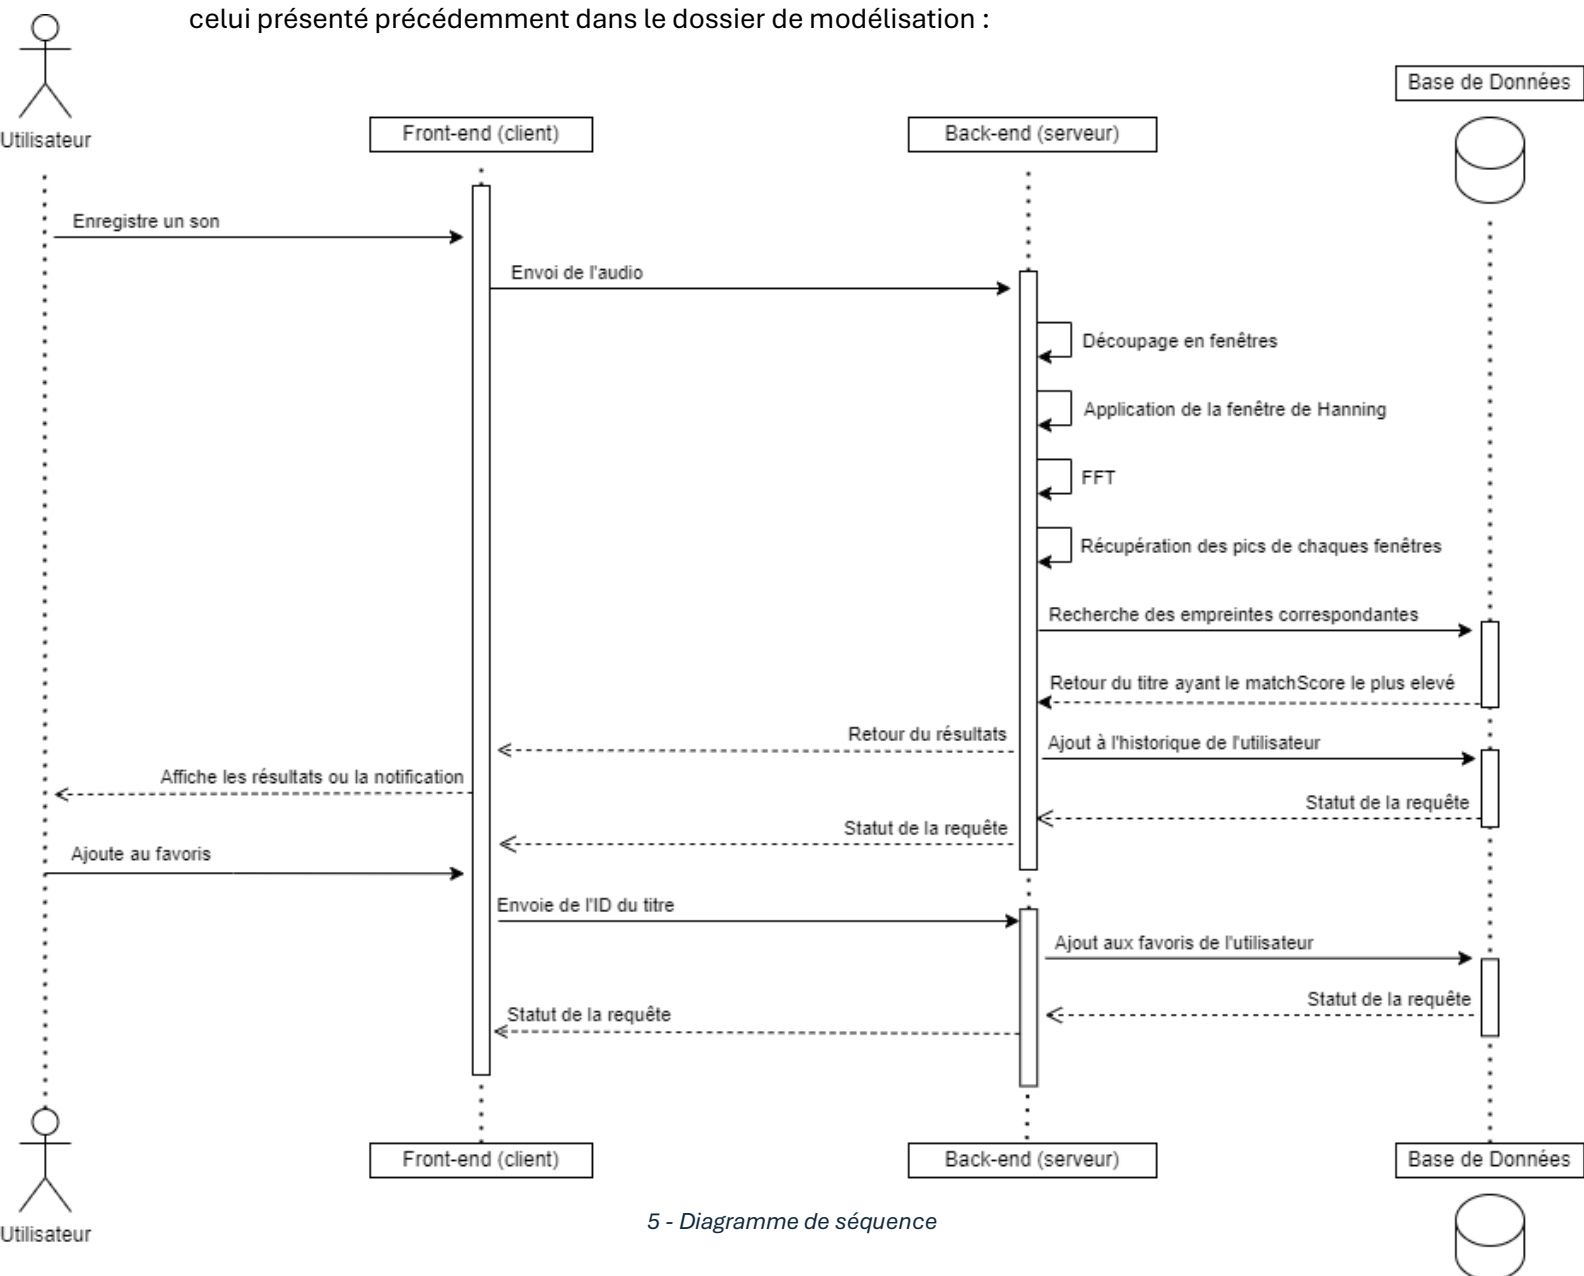 celui présenté précédemment dans le dossier de modélisation :
Base de Données
Utilisateur
Front-end (client)
Back-end (serveur)
Enregistre un son
Envoi de l'audio
Découpage en fenêtres
Application de la fenêtre de Hanning
FFT
Récupération des pics de chaques fenêtres
Recherche des empreintes correspondantes
Retour du titre ayant le matchScore le plus elevé
Retour du résultats
Ajout à l'historique de l'utilisateur
Affiche les résultats ou la notification
Statut de la requête
Statut de la requête
Ajoute au favoris
Envoie de l'ID du titre
Ajout aux favoris de l'utilisateur
Statut de la requête
Statut de la requête
Front-end (client)
Back-end (serveur)
Base de Données
Utilisateur
5 - Diagramme de séquence